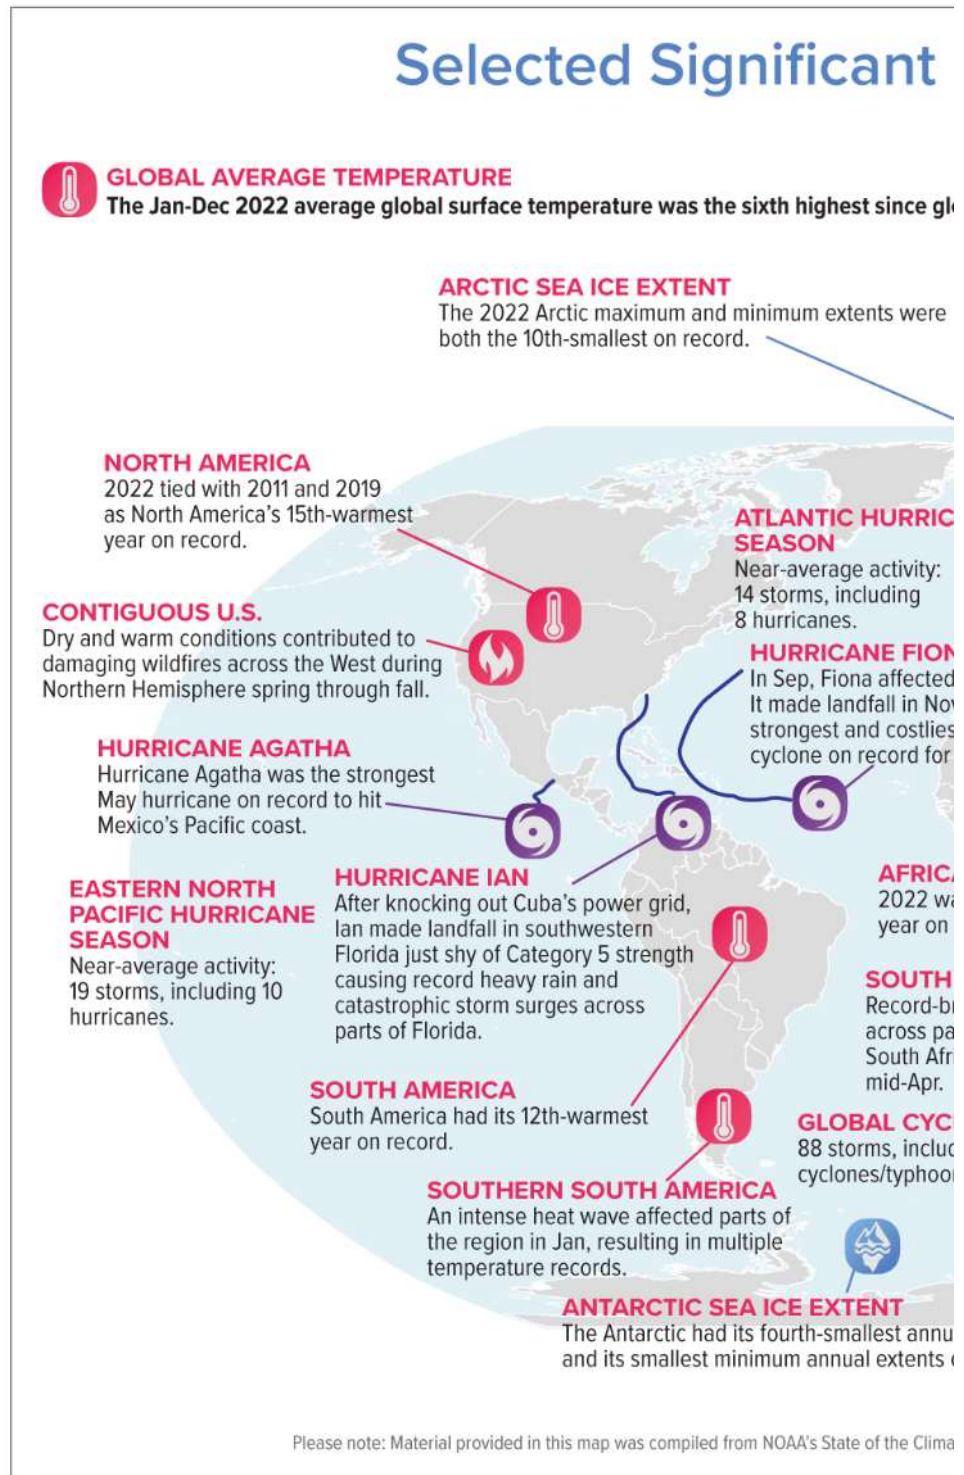 Selected Significant
GLOBAL AVERAGE TEMPERATURE
The Jan-Dec 2022 average global surface temperature was the sixth highest since
ARCTIC SEA ICE EXTENT
The 2022 Arctic maximum and minimum extents were
both the 10th-smallest on record.
NORTH AMERICA
2022 tied with 2011 and 2019
as North America's 15th-warmest
year on record.
ATLANTIC
SEASON
Near-average activity:
14 storms, including
8 hurricanes.
CONTIGUOUS U.S.
Dry and warm conditions contributed to
damaging wildfires across the West during
Northern Hemisphere spring through fall.
HURRICANE
In Sep, Fiona affected
It made landfall in
strongest and
cyclone on record for
HURRICANE AGATHA
Hurricane Agatha was the strongest
May hurricane on record to hit
Mexico's Pacific coast.
EASTERN NORTH
PACIFIC HURRICANE
SEASON
Near-average activity:
19 storms, including 10
hurricanes.
HURRICANE IAN
After knocking out Cuba's power grid,
Ian made landfall in southwestern
Florida just shy of Category 5 strength
causing record heavy rain and
catastrophic storm surges across
parts of Florida.
2022
year on
SOUTH
across
South
mid-Apr.
SOUTH AMERICA
South America had its 12th-warmest
year on record.
GLOBAL
88 storms,
SOUTHERN SOUTH AMERICA
An intense heat wave affected parts of
the region in Jan, resulting in multiple
temperature records.
ANTARCTIC SEA ICE EXTENT
The Antarctic had its fourth-smallest
and its smallest minimum annual extents
Please note: Material provided in this map was compiled from NOAA's State of the